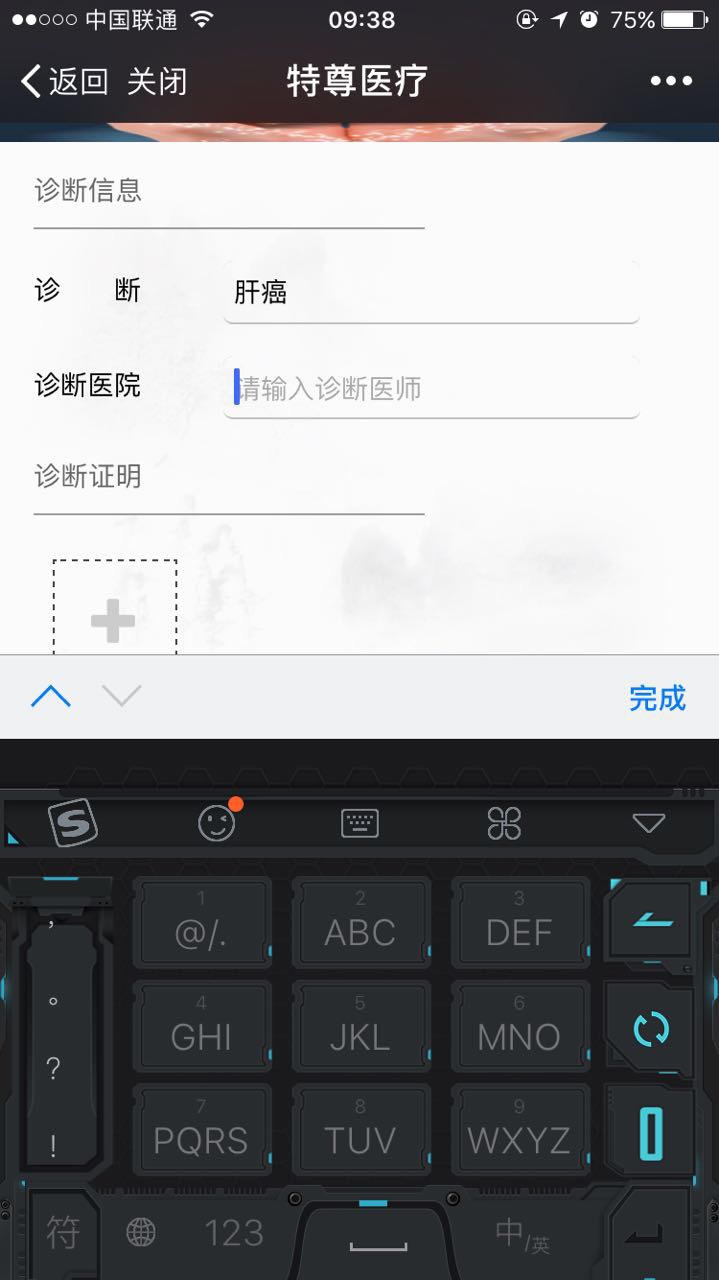 中国联通 09:38 75%
返回 关闭 特尊医疗
诊断信息
诊 断 肝癌
诊断医院 请输入诊断医师
诊断证明
完成
S
1 2 3
, @/. ABC DEF
。 4 5 6
GHI JKL MNO
?
7 8 9
! PQRS TUV WXYZ
符 123 中/英